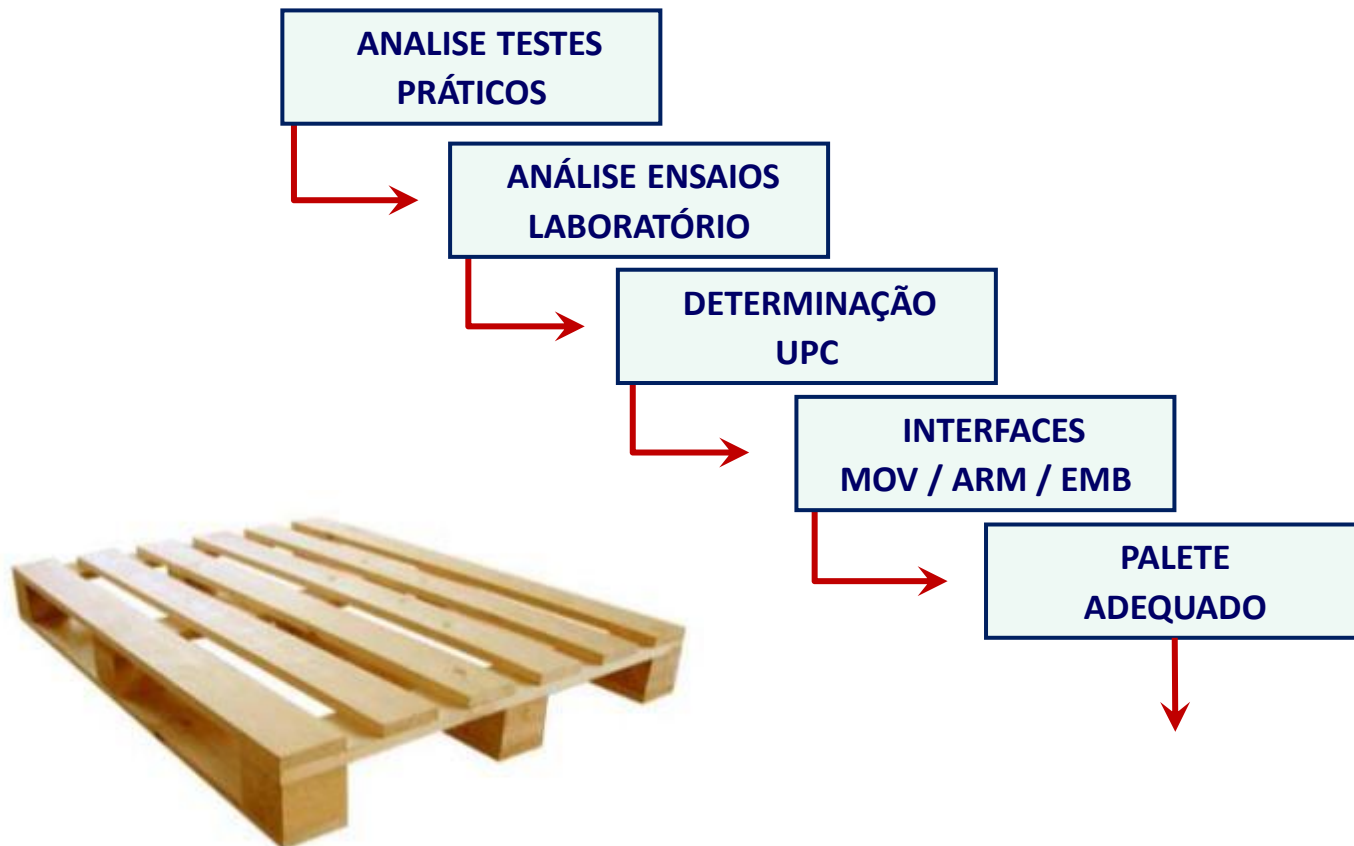 ANALISE TESTES
PRÁTICOS
ANÁLISE ENSAIOS
LABORATÓRIO
DETERMINAÇÃO
UPC
INTERFACES
MOV / ARM / EMB
PALETE
ADEQUADO